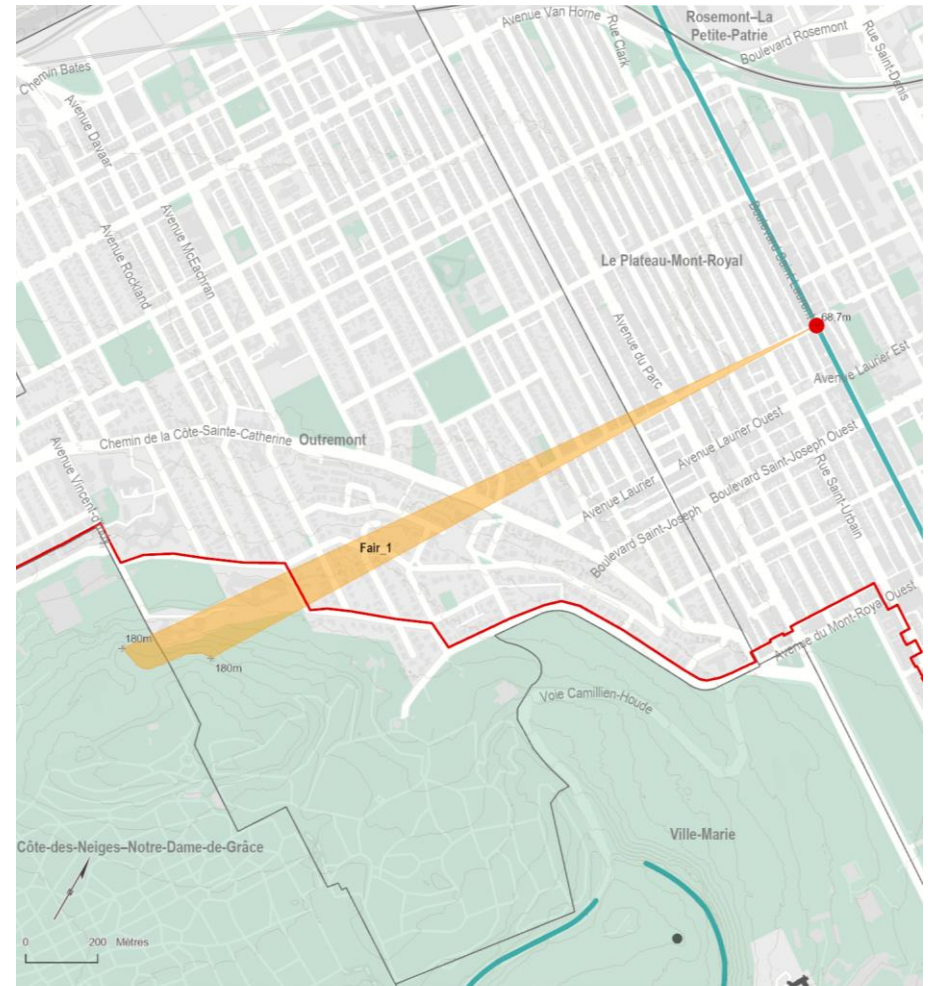 Avenue Van Horne
Rue Clark
Rosemont–La
Petite-Patrie
Boulevard Rosemont
Rue Saint-Denis
Chemin Bates
Avenue Davaar
Avenue Rockland
Avenue McEachran
Le Plateau-Mont-Royal
Boulevard Saint-Laurent
68.7m
Avenue du Parc
Avenue Laurier Est
Avenue Laurier Ouest
Chemin de la Côte-Sainte-Catherine
Outremont
Avenue Vincent-d'Indy
Avenue Laurier
Boulevard Saint-Joseph Ouest
Rue Saint-Urbain
Boulevard Saint-Joseph
Fair_1
180m
180m
Avenue du Mont-Royal Ouest
Voie Camillien-Houde
Ville-Marie
Côte-des-Neiges–Notre-Dame-de-Grâce
0 200 Mètres